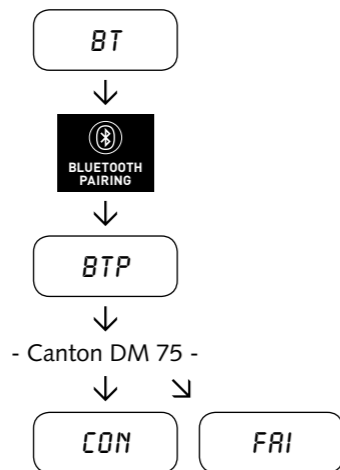 BT
BLUETOOTH
PAIRING
BTP
- Canton DM 75 -
CON
FAI